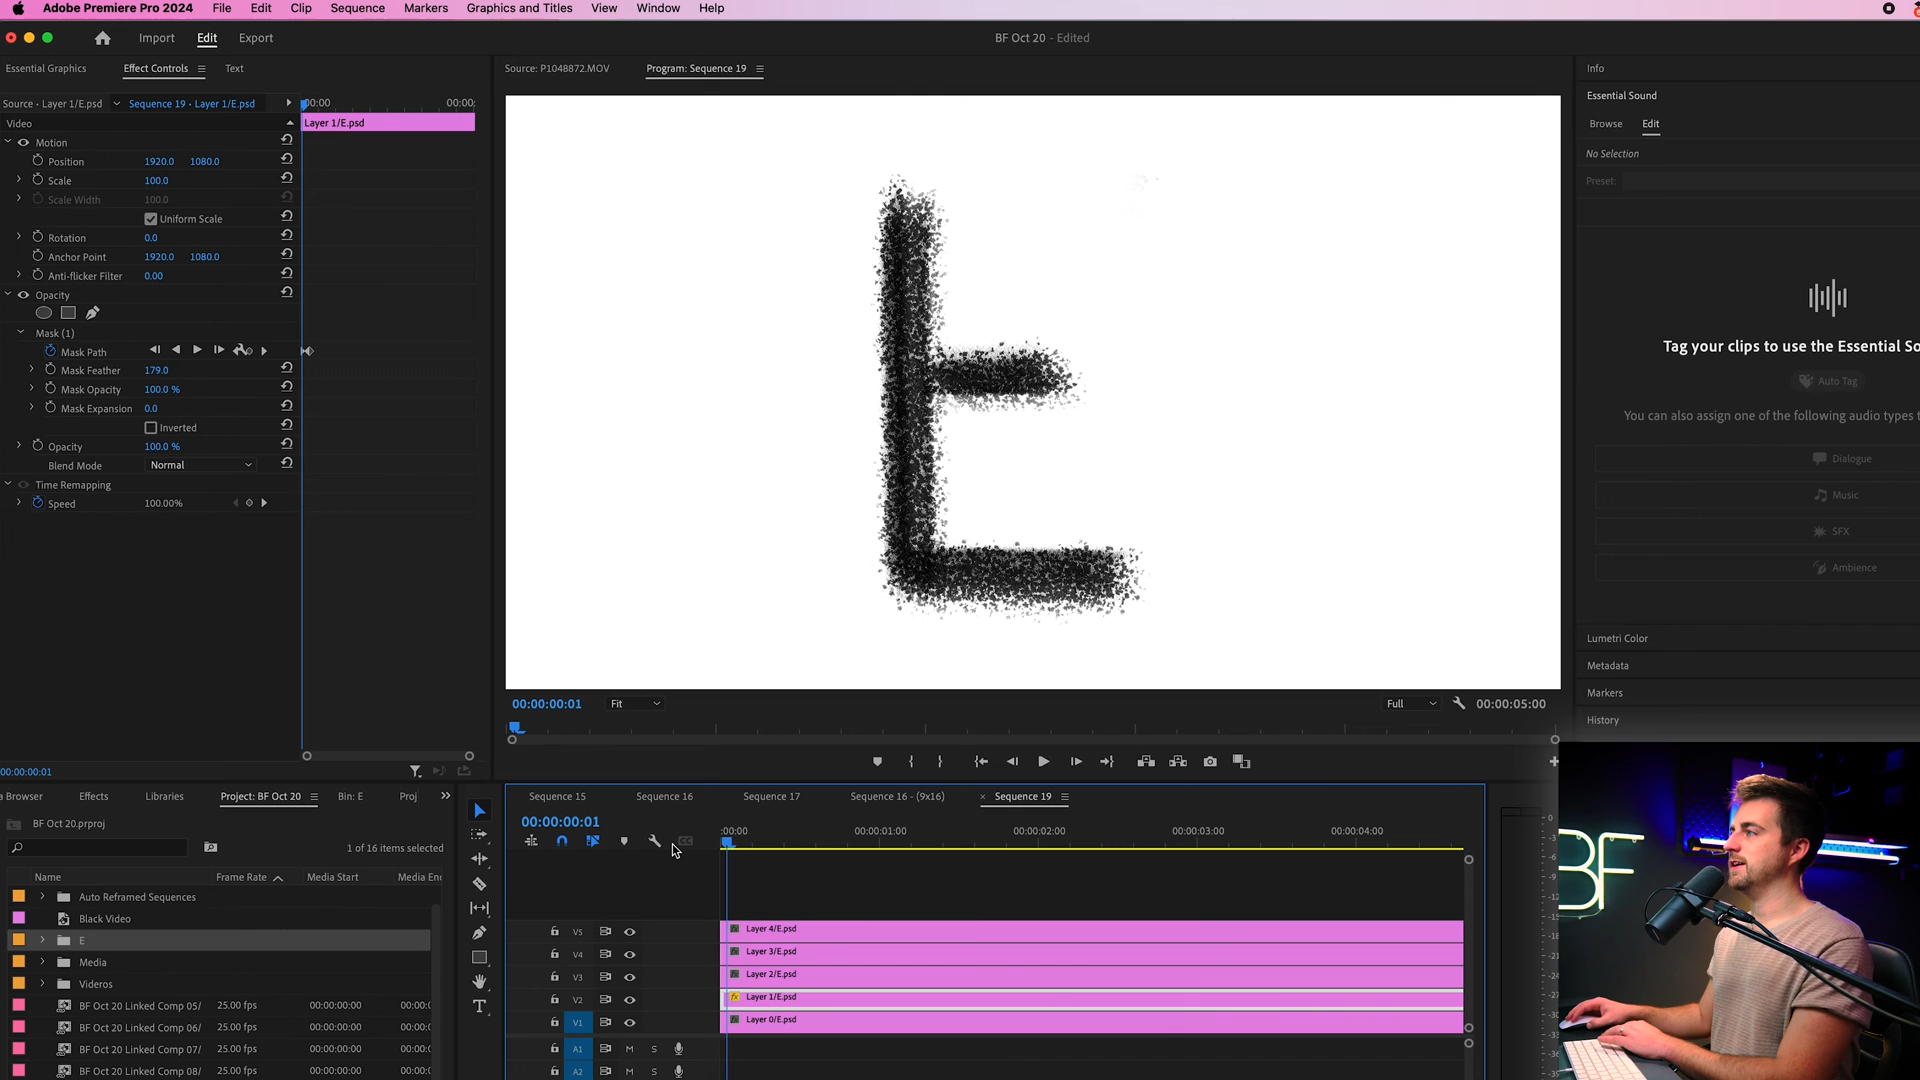 Adobe Premiere Pro 2024 File Edit Clip Sequence Markers Graphics and Titles View Window Help
Import Edit Export BF Oct 20 - Edited
Essential Graphics Effect Controls Text
Source: P1048872.MOV Program: Sequence 19
Info
Essential Sound
Browse Edit
No Selection
Preset:
Source • Layer 1/E.psd Sequence 19 • Layer 1/E.psd :00:00 00:00:
Video Layer 1/E.psd
Motion
Position 1920.0 1080.0
Scale 100.0
Scale Width 100.0
Uniform Scale
Rotation 0.0
Anchor Point 1920.0 1080.0
Anti-flicker Filter 0.00
Opacity
Mask (1)
Mask Path
Mask Feather 179.0
Mask Opacity 100.0 %
Mask Expansion 0.0
Inverted
Opacity 100.0 %
Blend Mode Normal
Time Remapping
Speed 100.00%
E
Tag your clips to use the Essential So
Auto Tag
You can also assign one of the following audio types t
Dialogue
Music
SFX
Ambience
Lumetri Color
Metadata
Markers
History
00:00:00:01 Fit Full 00:00:05:00
00:00:00:01
a Browser Effects Libraries Project: BF Oct 20 Bin: E Proj
BF Oct 20.prproj
1 of 16 items selected
Name Frame Rate Media Start Media En
Auto Reframed Sequences
Black Video
E
Media
Videros
BF Oct 20 Linked Comp 05/ 25.00 fps 00:00:00:00 00:00:
BF Oct 20 Linked Comp 06/ 25.00 fps 00:00:00:00 00:00:
BF Oct 20 Linked Comp 07/ 25.00 fps 00:00:00:00 00:00:
BF Oct 20 Linked Comp 08/ 25.00 fps 00:00:00:00 00:00:
Sequence 15 Sequence 16 Sequence 17 Sequence 16 - (9x16) Sequence 19
00:00:00:01
:00:00 00:00:01:00 00:00:02:00 00:00:03:00 00:00:04:00
V5 Layer 4/E.psd
V4 Layer 3/E.psd
V3 Layer 2/E.psd
V2 Layer 1/E.psd
V1 Layer 0/E.psd
A1 M S
A2 M S
BF